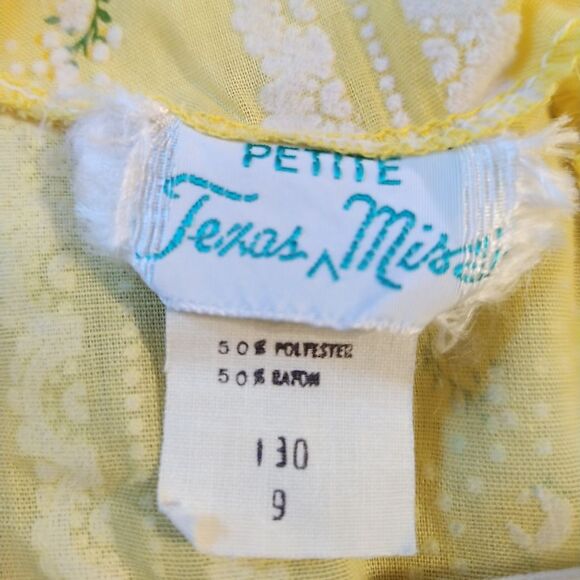 PETITE
Texas ^ Miss
50% POLYESTER
50% RAYON
130
9